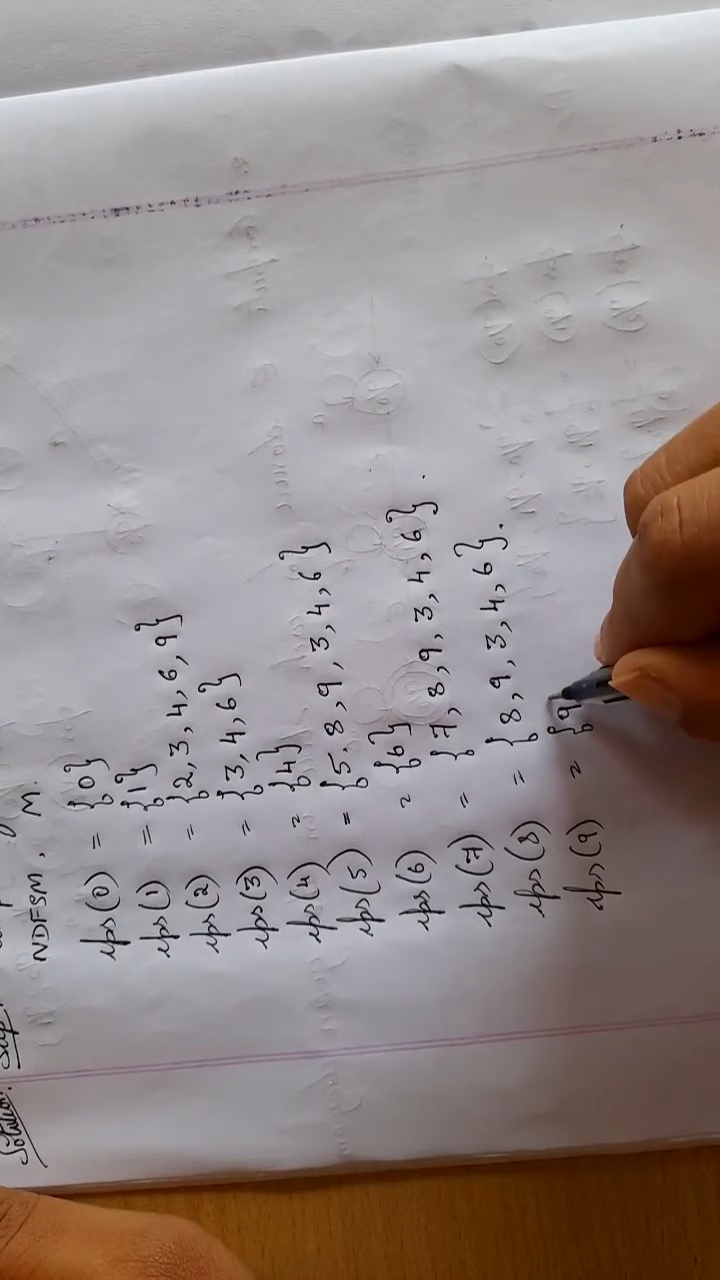 Solution:
NDFSM, M.
eps(0) = {0}
eps(1) = {1}
eps(2) = {2, 3, 4, 6, 9}
eps(3) = {3, 4, 6}
eps(4) = {4}
eps(5) = {5, 8, 9, 3, 4, 6}
eps(6) = {6}
eps(7) = {7, 8, 9, 3, 4, 6}.
eps(8) = {8, 9, 3, 4, 6}.
eps(9) = {9